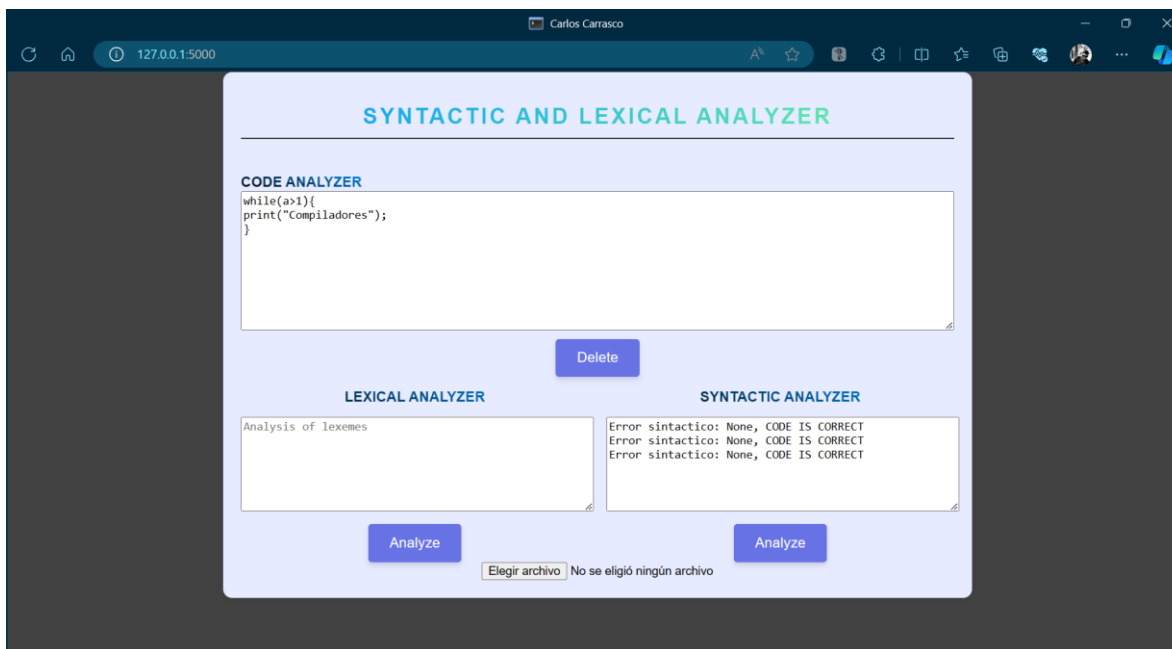 Carlos Carrasco
127.0.0.1:5000
SYNTACTIC AND LEXICAL ANALYZER
CODE ANALYZER
while(a>1){
print("Compiladores");
}
Delete
LEXICAL ANALYZER
SYNTACTIC ANALYZER
Analysis of lexemes
Error sintactico: None, CODE IS CORRECT
Error sintactico: None, CODE IS CORRECT
Error sintactico: None, CODE IS CORRECT
Analyze
Analyze
Elegir archivo No se eligió ningún archivo